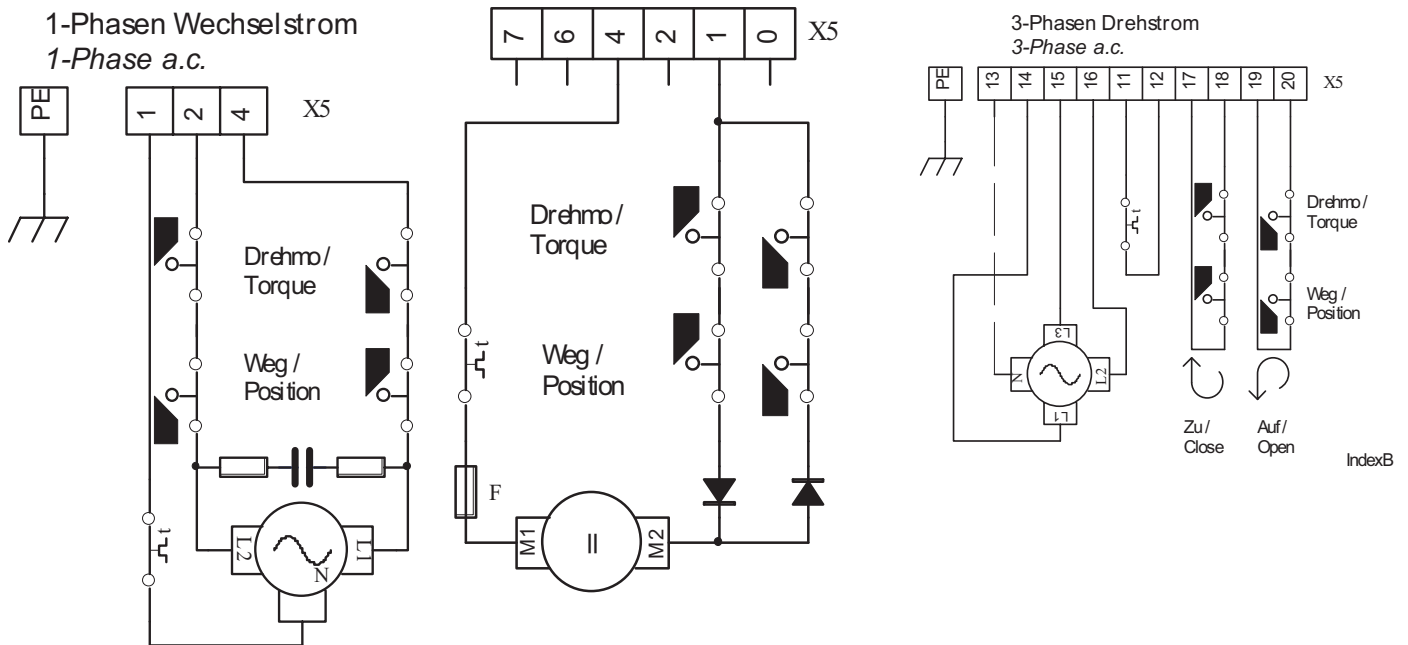 1-Phasen Wechselstrom
1-Phase a.c.
PE
1 2 4 X5
Drehmo/
Torque
Weg/
Position
t
L2 N L1
7 6 4 2 1 0 X5
Drehmo/
Torque
Weg/
Position
t
F
M1 II M2
3-Phasen Drehstrom
3-Phase a.c.
PE
13 14 15 16 11 12 17 18 19 20 X5
t
Drehmo/
Torque
Weg/
Position
L3
N L2
L1
Zu/
Close
Auf/
Open
IndexB